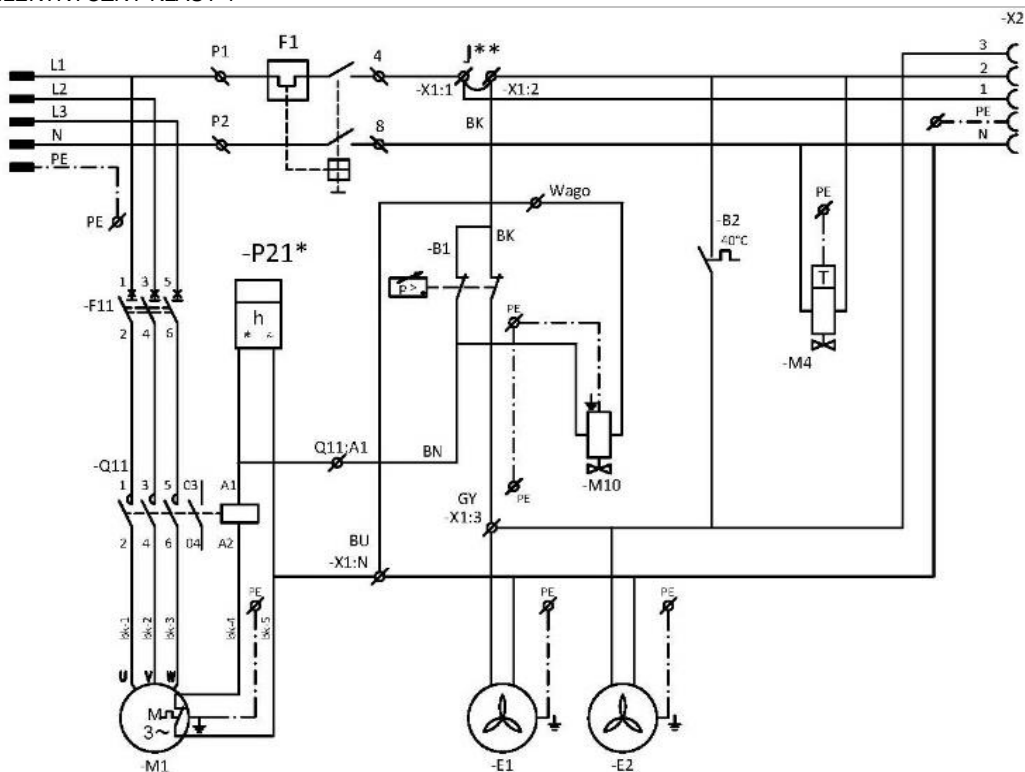 -X2
P1
F1
4
J**
3
L1
2
-X1:1
-X1:2
L2
1
L3
P2
8
BK
PE
N
N
PE
Wago
PE
PE
-B2
BK
-B1
40°C
-P21*
T
1 3 5
P >
h
-F11
PE
2 4 6
-M4
Q11:A1
BN
-Q11
-M10
1 3 5 03 A1
PE
GY
-X1:3
2 4 6 04 A2
BU
-X1:N
PE
PE
PE
bk-1
bk-2
bk-3
bk-4
bk-5
U V W
M
3~
-M1
-E1
-E2